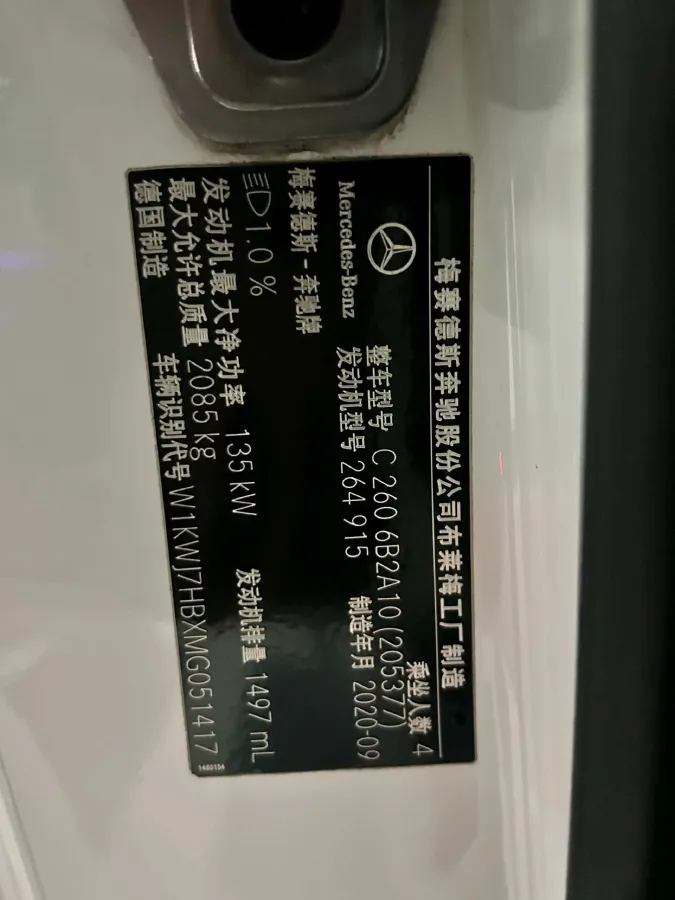 梅赛德斯奔驰股份公司布莱梅工厂制造
乘坐人数 4
整车型号 C 260 6B2A10(205377)
Mercedes-Benz 发动机型号 264 915 制造年月 2020-09
梅赛德斯-奔驰牌
1.0 %
发动机最大净功率 135 kW 发动机排量 1497 mL
最大允许总质量 2085 kg
德国制造 车辆识别代号 W1KWJ7HBXMG051417
1480154